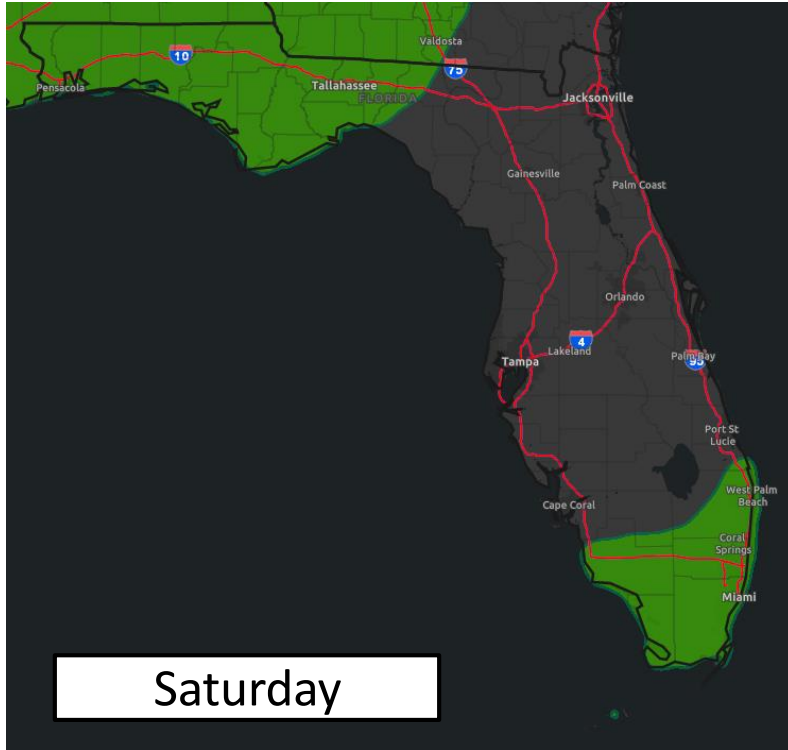 Valdosta
10
75
Pensacola
Tallahassee
FLORIDA
Jacksonville
Gainesville
Palm Coast
Orlando
4
Lakeland
Tampa
Palm Bay
95
Port St
Lucie
West Palm
Beach
Cape Coral
Coral
Springs
Miami
Saturday